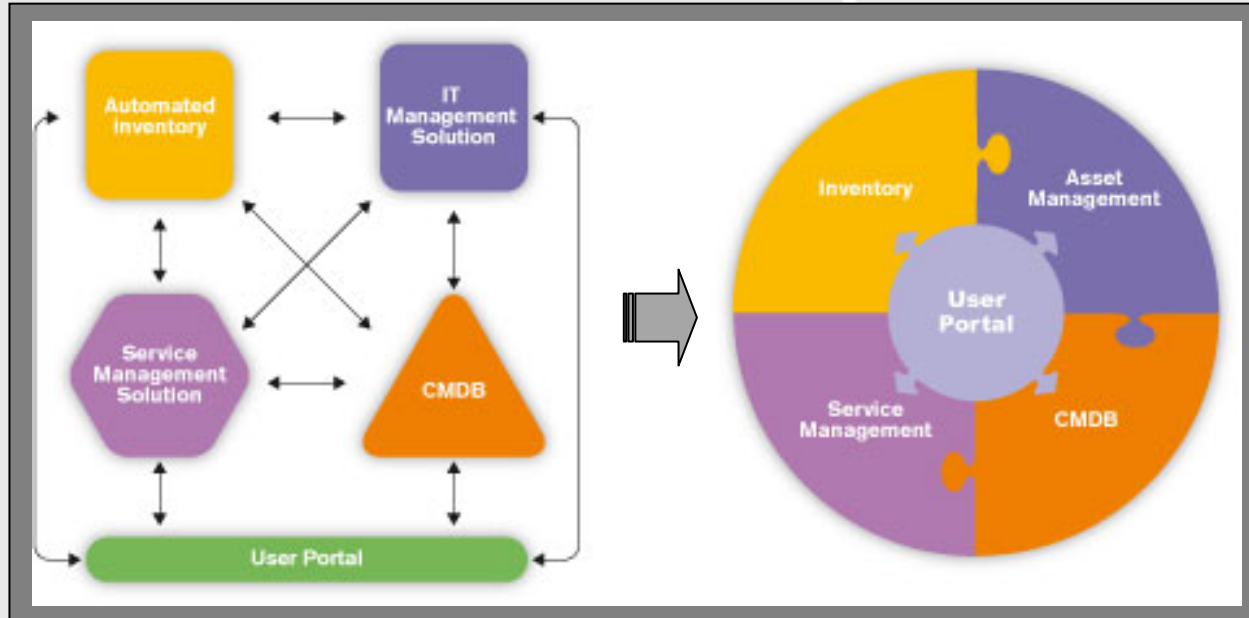 Automated
Inventory
IT
Management
Solution
Service
Management
Solution
CMDB
User Portal
Inventory
Asset
Management
User
Portal
Service
Management
CMDB